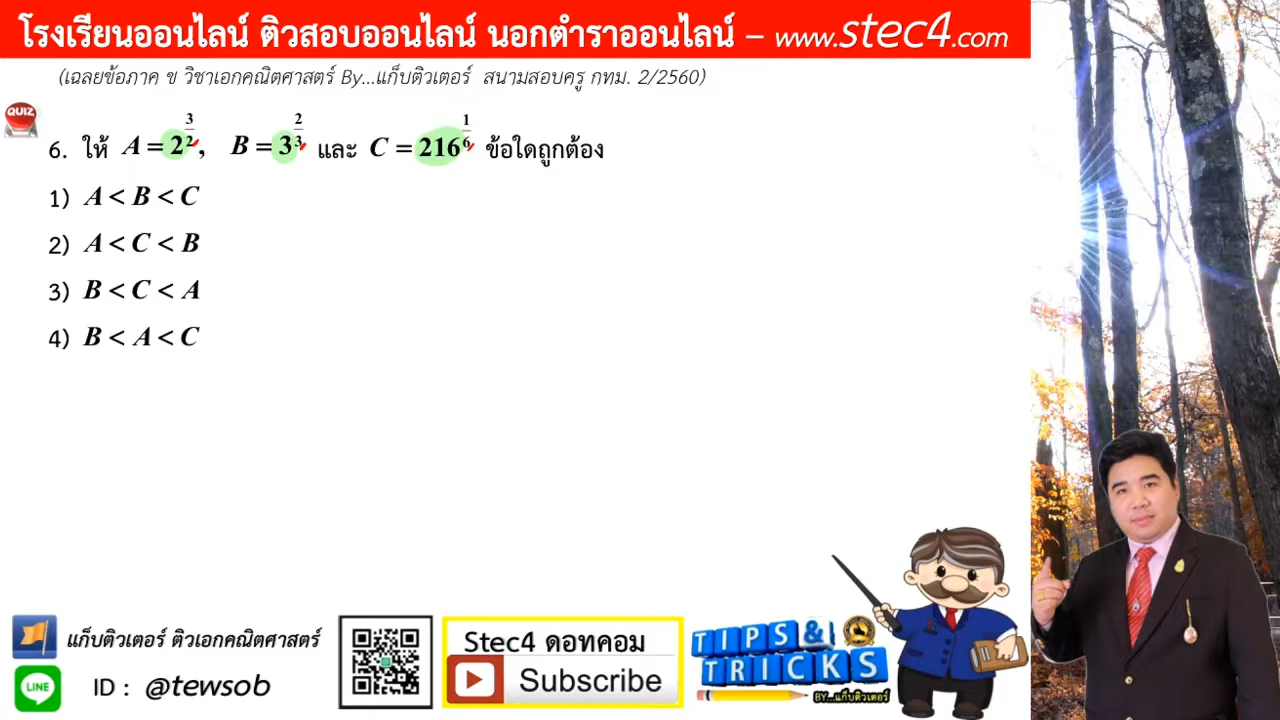 โรงเรียนออนไลน์ ติวสอบออนไลน์ นอกตำราออนไลน์ – www.stec4.com
(เฉลยข้อภาค ข วิชาเอกคณิตศาสตร์ By...แก็บติวเตอร์ สนามสอบครู กทม. 2/2560)
QUIZ
6. ให้ A = 2^{3/2}, B = 3^{2/3} และ C = 216^{1/6} ข้อใดถูกต้อง
1) A < B < C
2) A < C < B
3) B < C < A
4) B < A < C
แก็บติวเตอร์ ติวเอกคณิตศาสตร์
LINE
ID : @tewsob
Stec4 ดอทคอม
Subscribe
TIPS &
TRICKS
BY...แก็บติวเตอร์